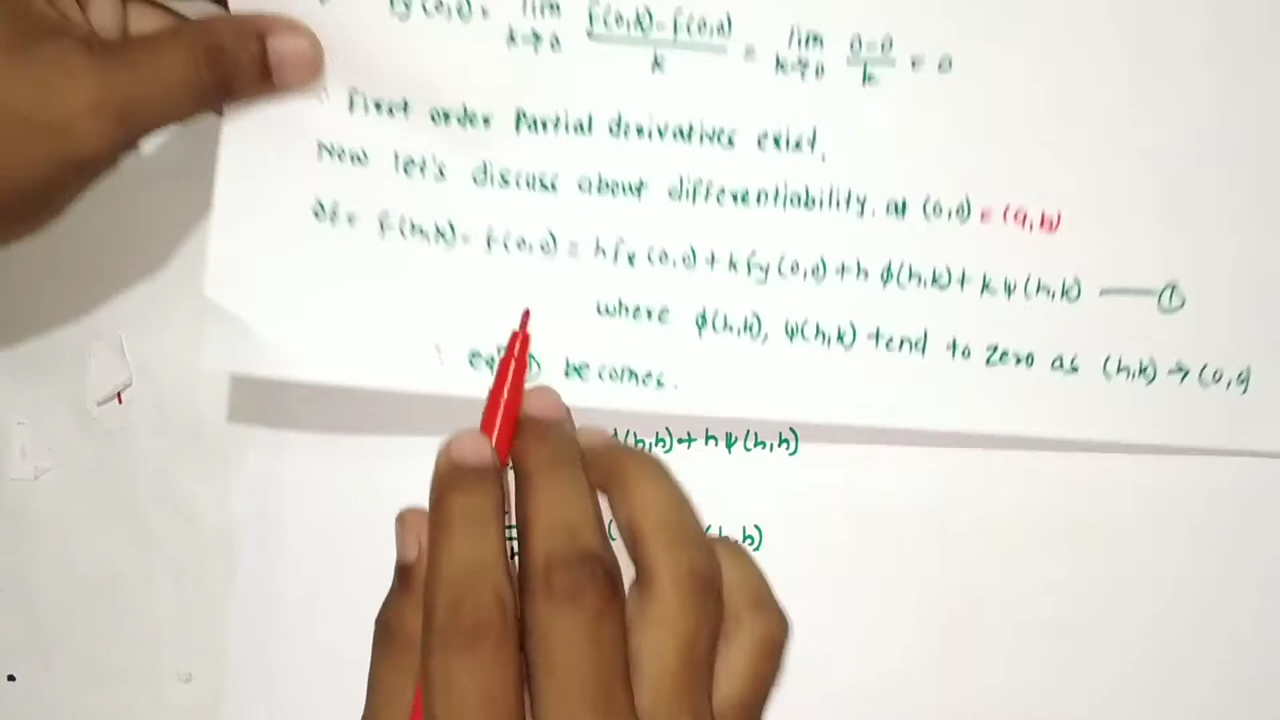 fy(0,0) = lim k→0 f(0,k)-f(0,0) / k = lim k→0 0-0 / k = 0
First order Partial derivatives exist.
Now let's discuss about differentiability. at (0,0) = (a,b)
f(h,k) - f(0,0) = h fx (0,0) + k fy (0,0) + h ϕ(h,k) + k ψ(h,k) —— ①
where ϕ(h,k), ψ(h,k) tend to zero as (h,k) → (0,0)
becomes.
(h,h) + h ψ(h,h)